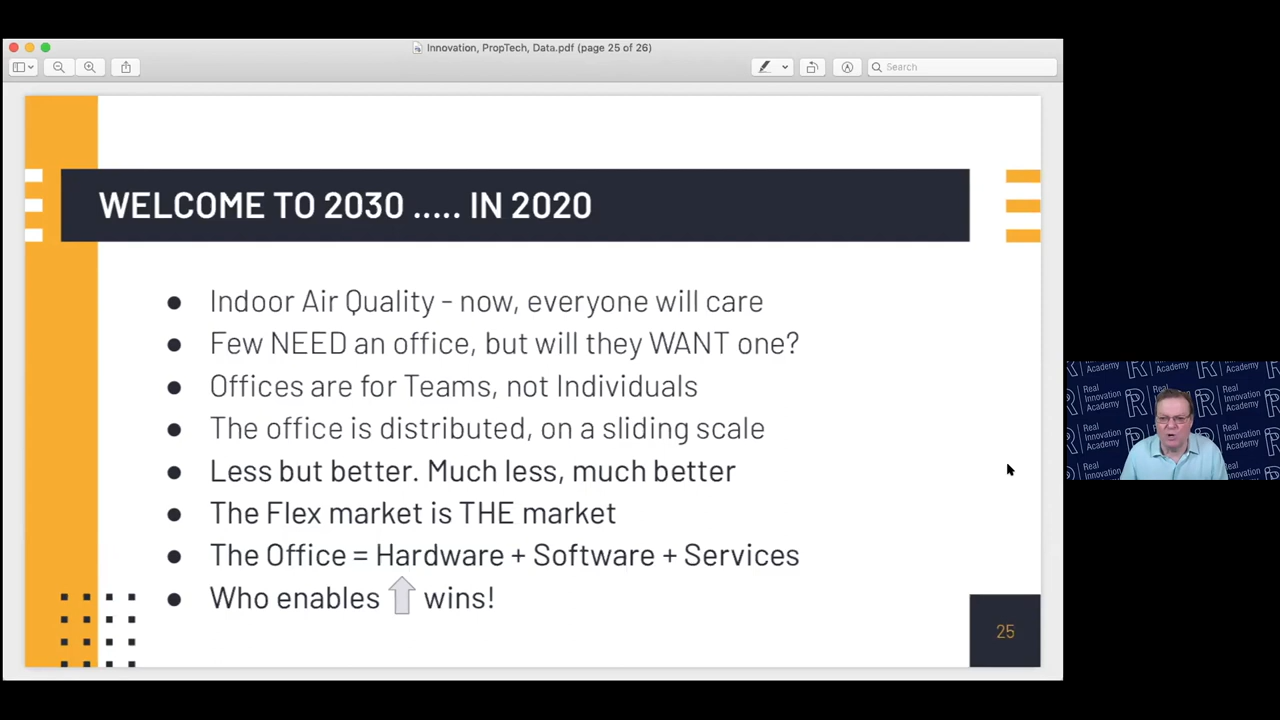 Innovation, PropTech, Data.pdf (page 25 of 26)
Search
WELCOME TO 2030 ..... IN 2020
● Indoor Air Quality - now, everyone will care
● Few NEED an office, but will they WANT one?
● Offices are for Teams, not Individuals
● The office is distributed, on a sliding scale
● Less but better. Much less, much better
● The Flex market is THE market
● The Office = Hardware + Software + Services
● Who enables ⬆ wins!
25
Real
Innovation
Academy